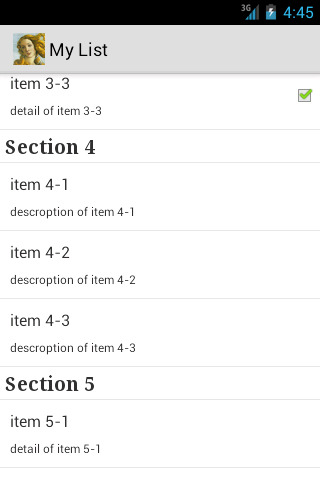 3G 4:45
My List
item 3-3
detail of item 3-3
Section 4
item 4-1
descroption of item 4-1
item 4-2
descroption of item 4-2
item 4-3
descroption of item 4-3
Section 5
item 5-1
detail of item 5-1